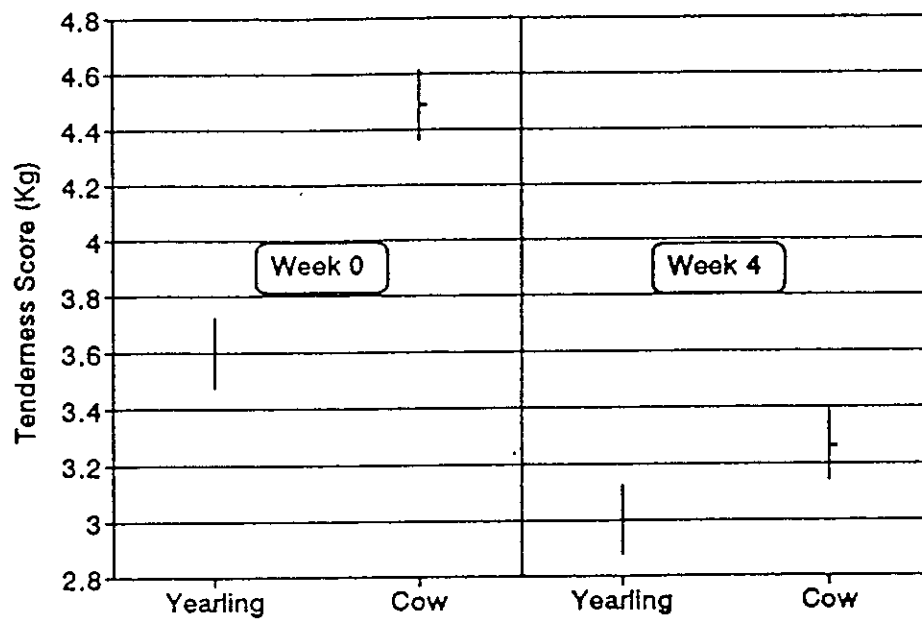 Tenderness Score (Kg)
4.8
4.6
4.4
4.2
4
3.8
3.6
3.4
3.2
3
2.8
Week 0
Week 4
Yearling
Cow
Yearling
Cow